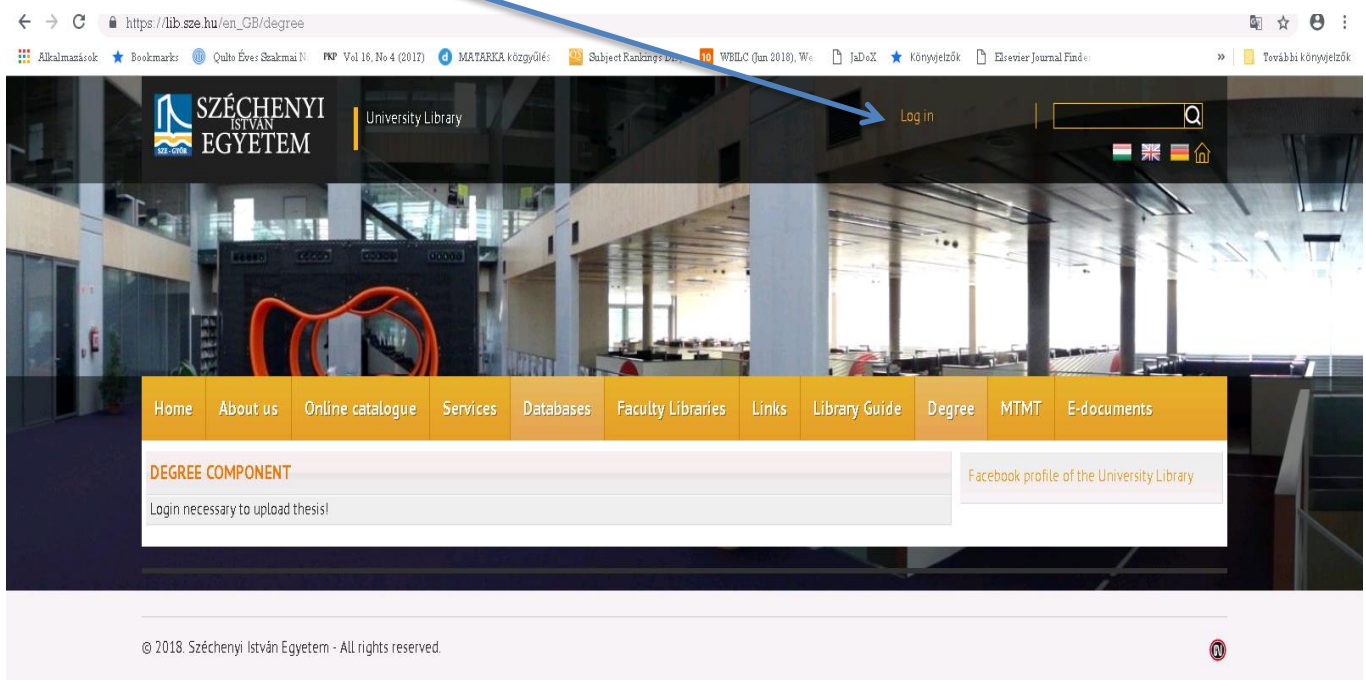 https://lib.sze.hu/en_GB/degree
Alkalmazások Bookmarks Qulto Éves Szakmai N PKP Vol 16, No 4 (2017) MATARKA közgyűlés Subject Rankings WBILC (Jun 2018), We JaDoX Könyvjelzők Elsevier Journal Finde » További könyvjelzők
SZÉCHENYI
ISTVÁN
EGYETEM
SZE-GYŐR
University Library
Log in
Home About us Online catalogue Services Databases Faculty Libraries Links Library Guide Degree MTMT E-documents
DEGREE COMPONENT
Login necessary to upload thesis!
Facebook profile of the University Library
© 2018. Széchenyi István Egyetem - All rights reserved.